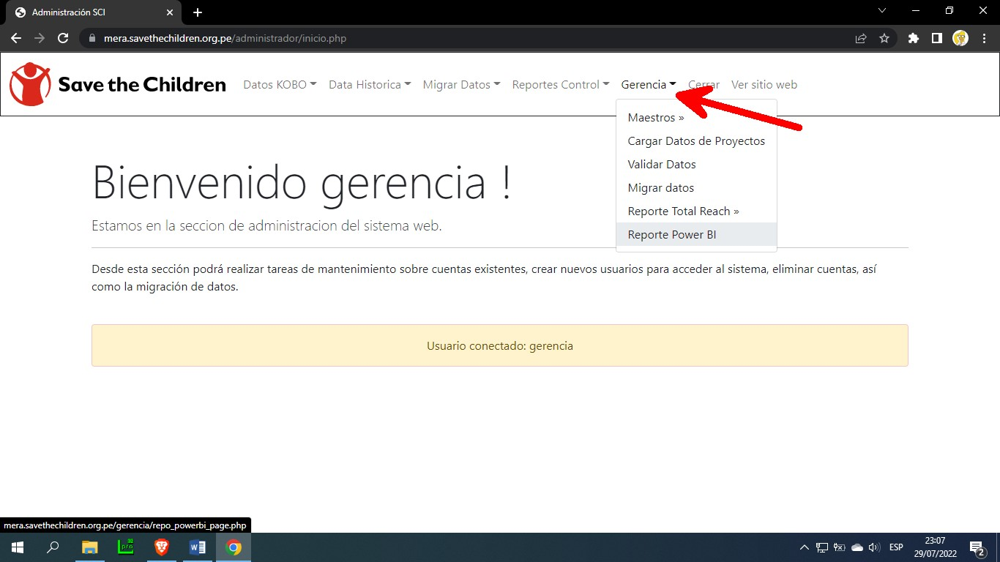 Administración SCI
mera.savethechildren.org.pe/administrador/inicio.php
Save the Children
Datos KOBO Data Historica Migrar Datos Reportes Control Gerencia Cerrar Ver sitio web
Maestros »
Cargar Datos de Proyectos
Validar Datos
Migrar datos
Reporte Total Reach »
Reporte Power BI
Bienvenido gerencia !
Estamos en la seccion de administracion del sistema web.
Desde esta sección podrá realizar tareas de mantenimiento sobre cuentas existentes, crear nuevos usuarios para acceder al sistema, eliminar cuentas, así
como la migración de datos.
Usuario conectado: gerencia
mera.savethechildren.org.pe/gerencia/repo_powerbi_page.php
32
pro
W
ESP
23:07
29/07/2022
2